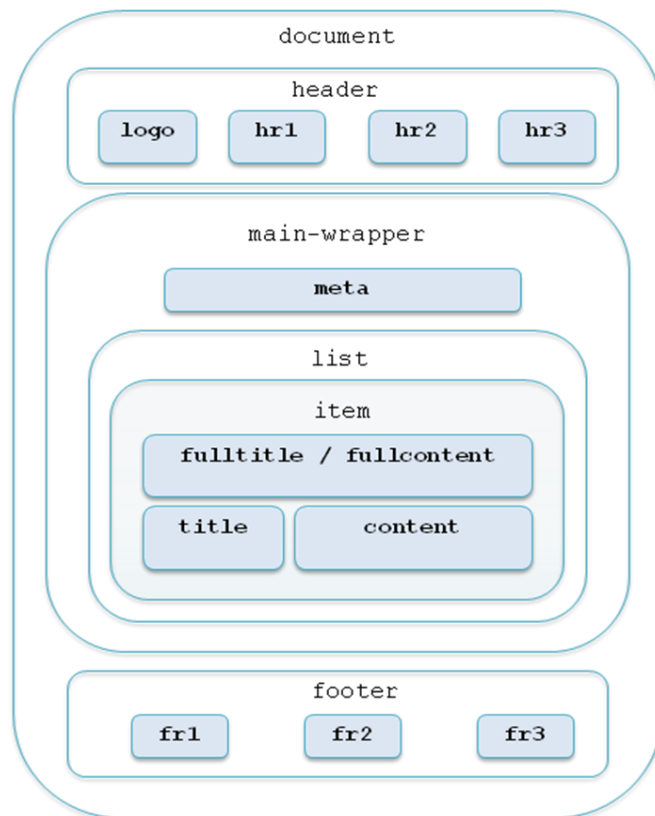 document
header
logo hr1 hr2 hr3
main-wrapper
meta
list
item
fulltitle / fullcontent
title content
footer
fr1 fr2 fr3